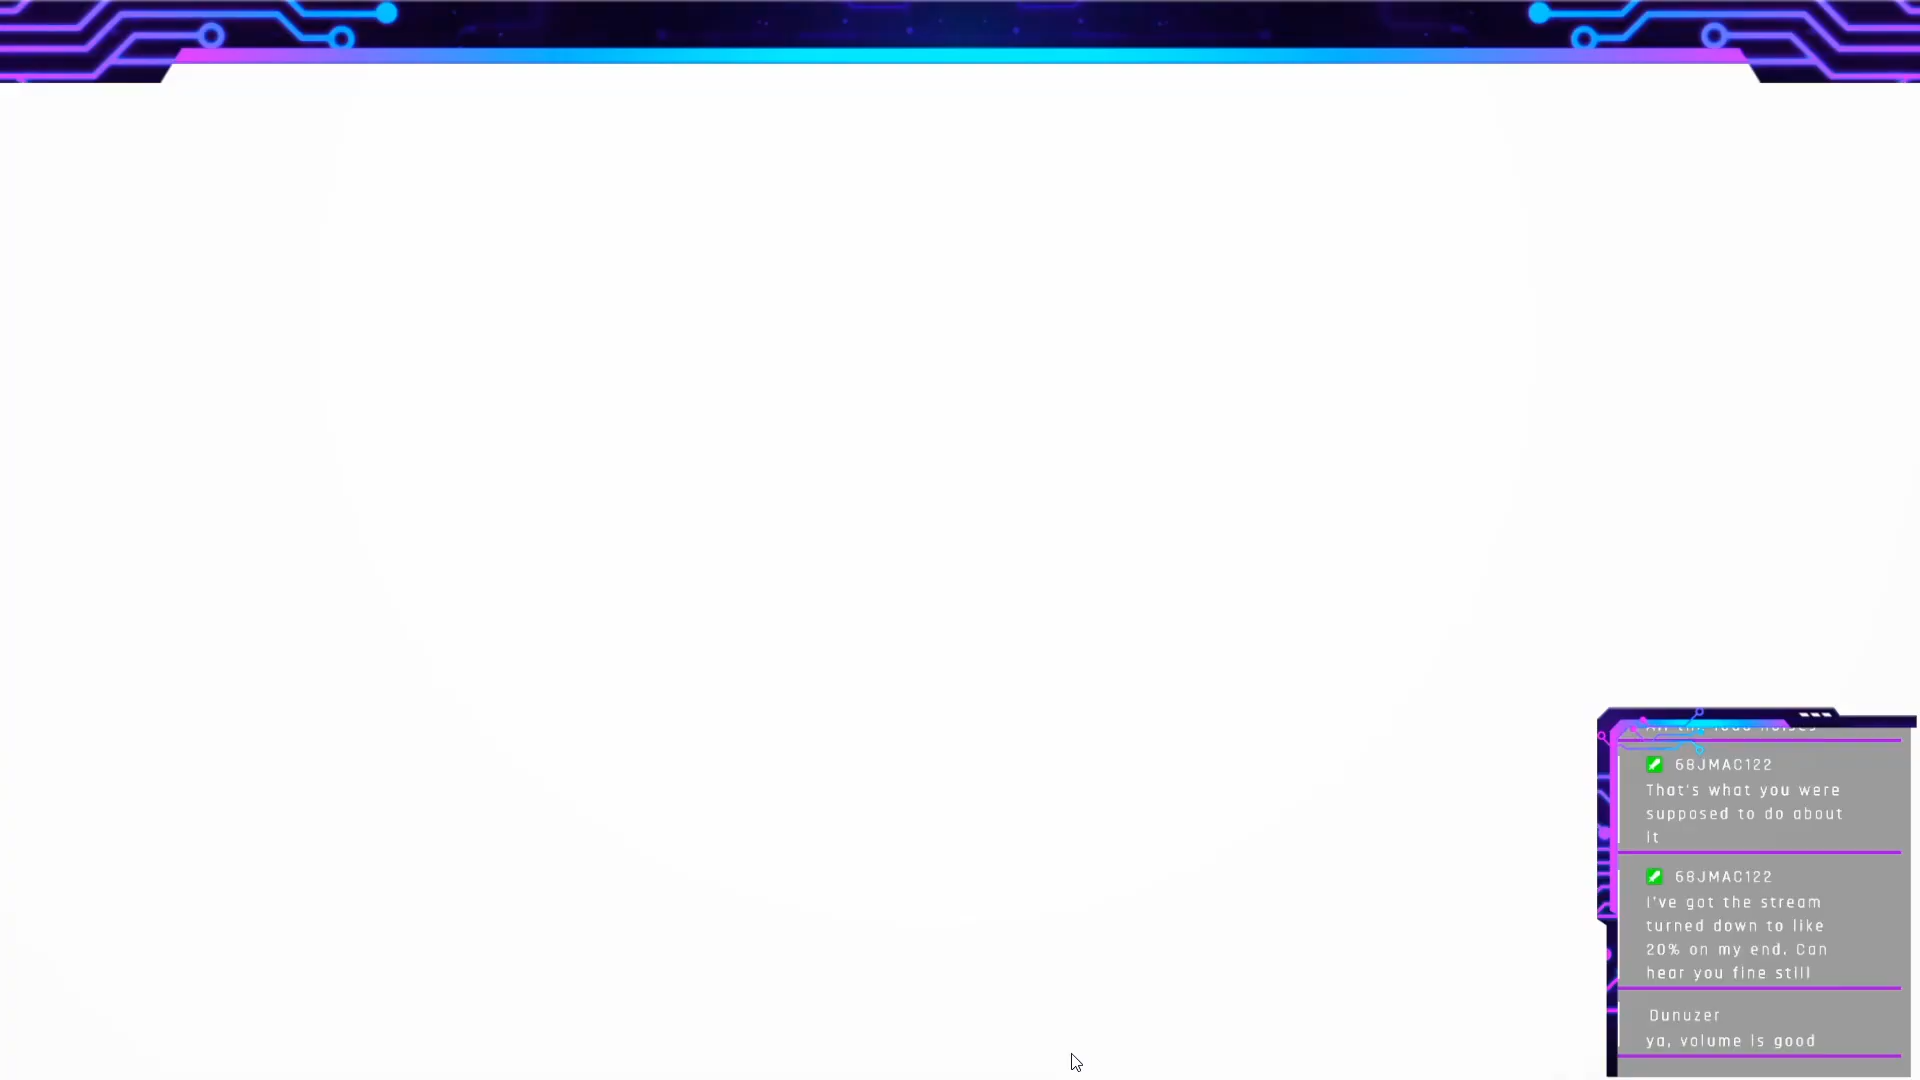 68JMAC122
That's what you were
supposed to do about
it
68JMAC122
I've got the stream
turned down to like
20% on my end. Can
hear you fine still
Dunuzer
ya, volume is good